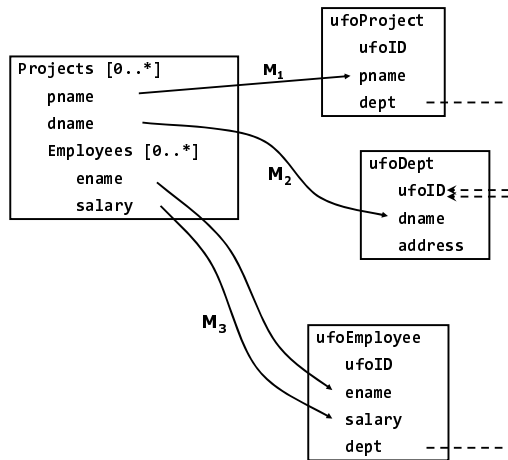 Projects [0..*]
pname
dname
Employees [0..*]
ename
salary
M1
M2
M3
ufoProject
ufoID
pname
dept
ufoDept
ufoID
dname
address
ufoEmployee
ufoID
ename
salary
dept